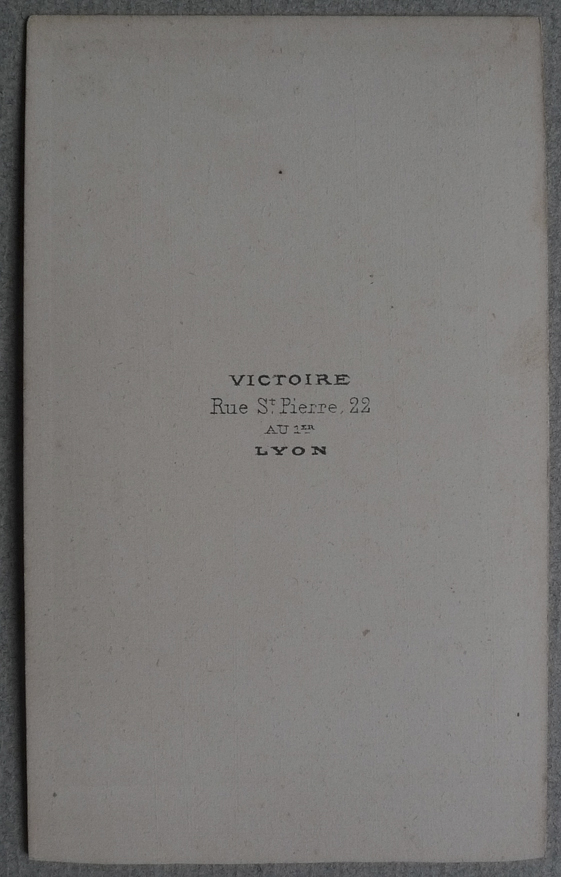 VICTOIRE
Rue St. Pierre, 22
AU 1ER
LYON